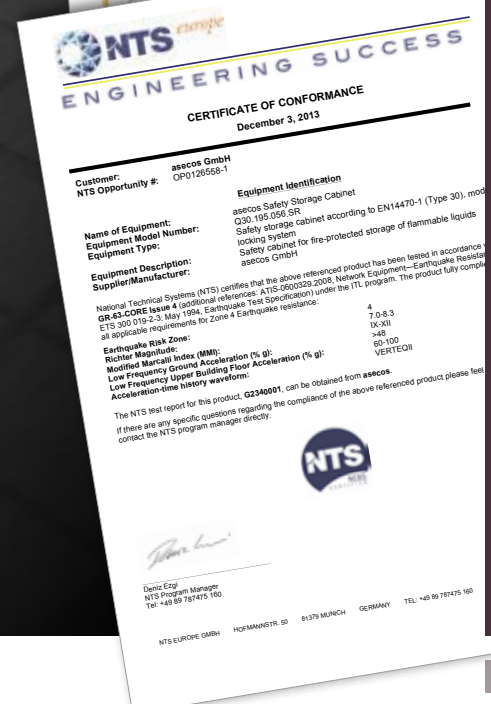 NTS europe
ENGINEERING SUCCESS
CERTIFICATE OF CONFORMANCE
December 3, 2013
Customer: asecos GmbH
NTS Opportunity #: OP0126558-1
Equipment Identification
Name of Equipment: asecos Safety Storage Cabinet
Equipment Model Number: Q30.195.056.SR
Equipment Type: Safety storage cabinet according to EN14470-1 (Type 30), mod
locking system
Equipment Description: Safety cabinet for fire-protected storage of flammable liquids
Supplier/Manufacturer: asecos GmbH
National Technical Systems (NTS) certifies that the above referenced product has been tested in accordance
GR-63-CORE Issue 4 (additional references: ATIS-0600329.2008, Network Equipment—Earthquake Resistan
ETS 300 019-2-3: May 1994, Earthquake Test Specification) under the ITL program. The product fully complie
all applicable requirements for Zone 4 Earthquake resistance:
Earthquake Risk Zone: 4
Richter Magnitude: 7.0-8.3
Modified Marcalli Index (MMI): IX-XII
Low Frequency Ground Acceleration (% g): >48
Low Frequency Upper Building Floor Acceleration (% g): 60-100
Acceleration-time history waveform: VERTEQII
The NTS test report for this product, G2340001, can be obtained from asecos.
If there are any specific questions regarding the compliance of the above referenced product please feel
contact the NTS program manager directly.
NTS
Deniz Ezgi
NTS Program Manager
Tel: +49 89 787475 160
NTS EUROPE GMBH HOFMANNSTR. 50 81379 MUNICH GERMANY TEL: +49 89 787475 160